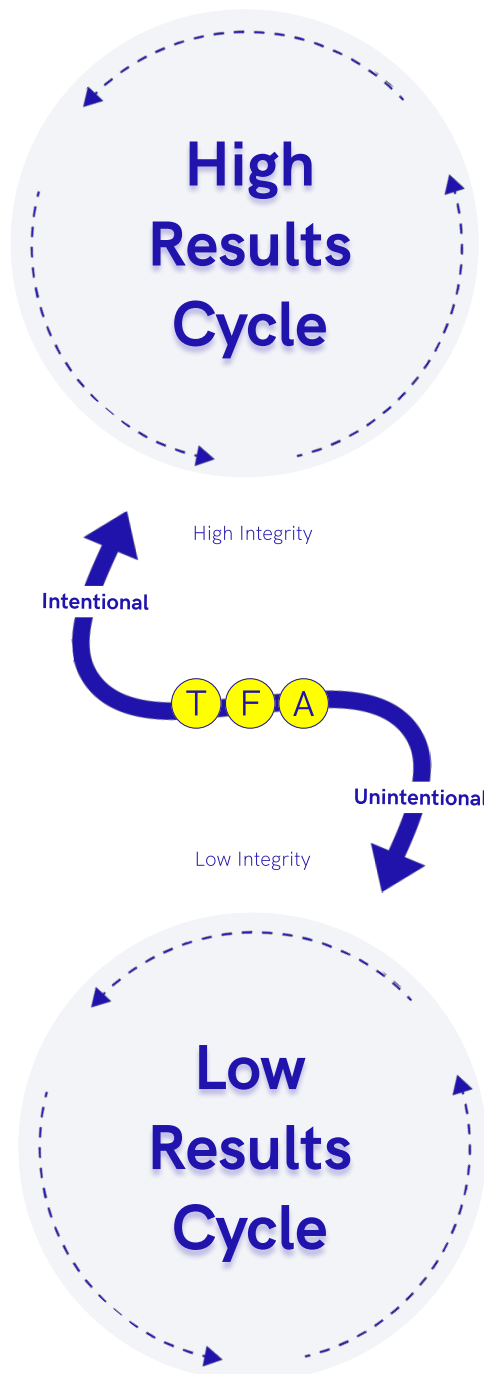 High
Results
Cycle
High Integrity
Intentional
T F A
Unintentional
Low Integrity
Low
Results
Cycle